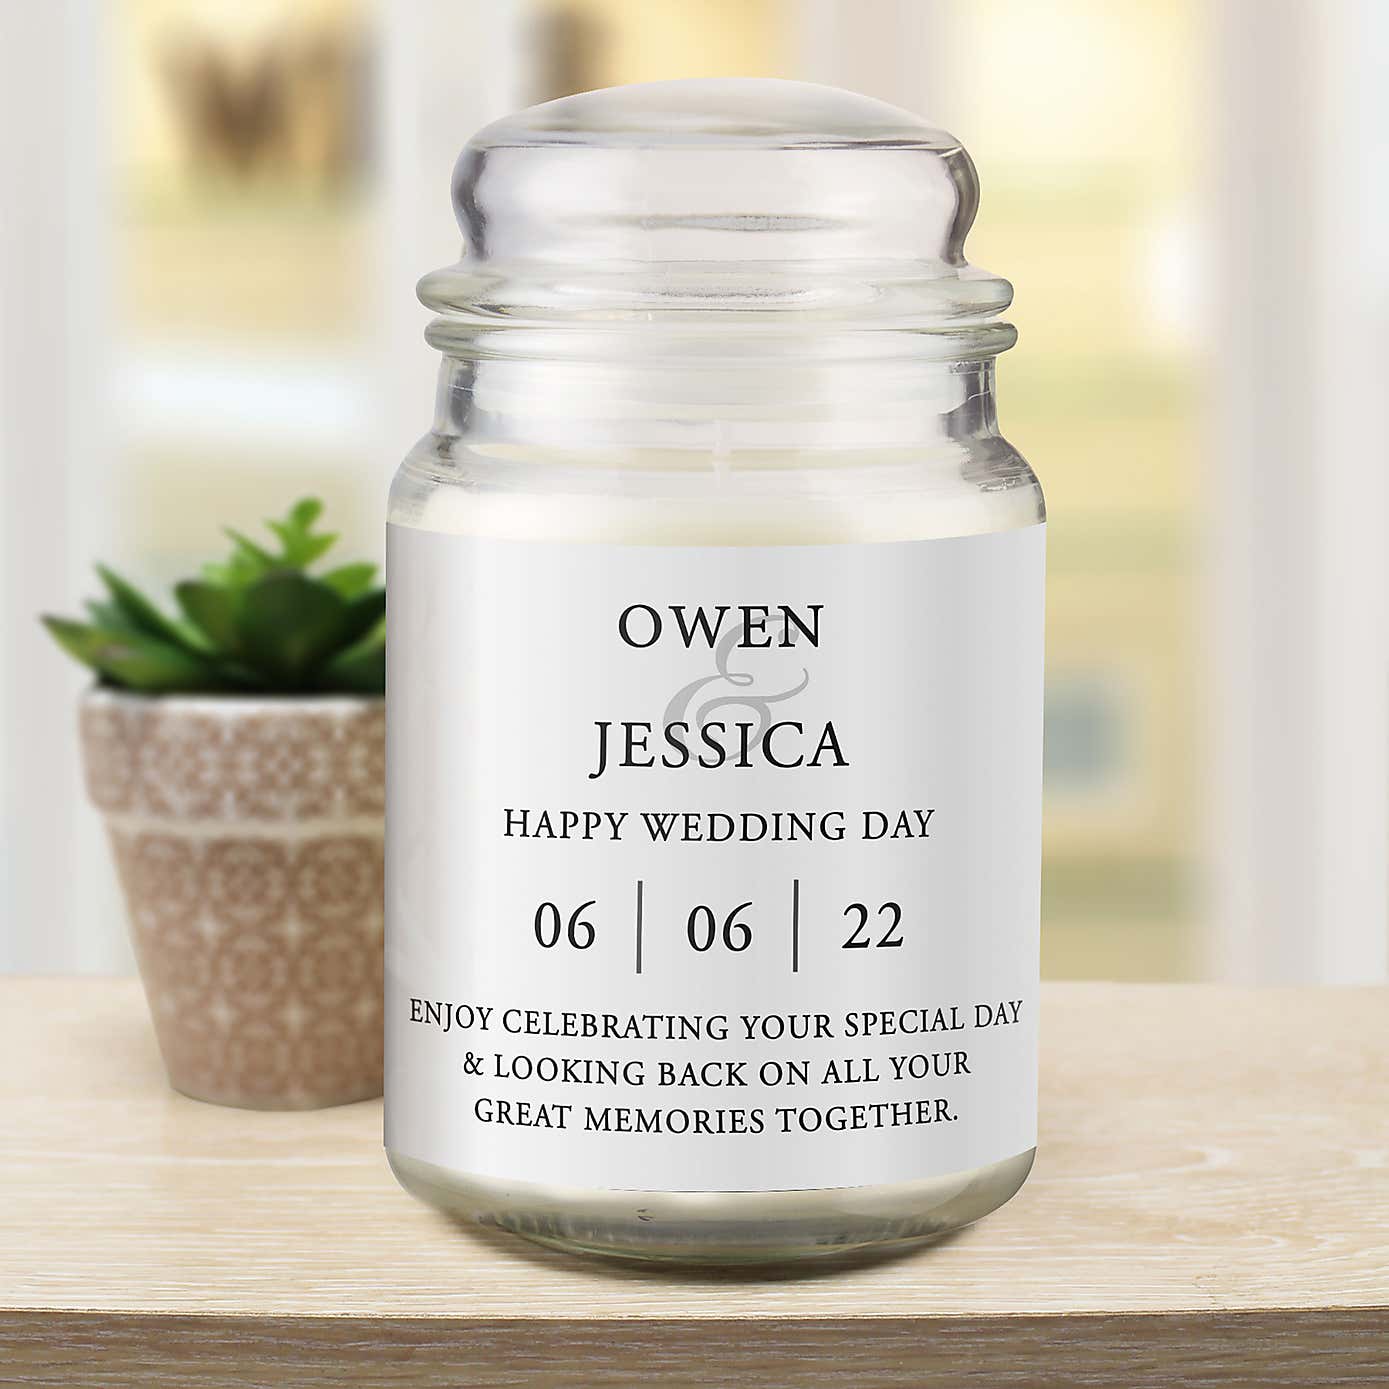 OWEN
&
JESSICA
HAPPY WEDDING DAY
06 | 06 | 22
ENJOY CELEBRATING YOUR SPECIAL DAY
& LOOKING BACK ON ALL YOUR
GREAT MEMORIES TOGETHER.